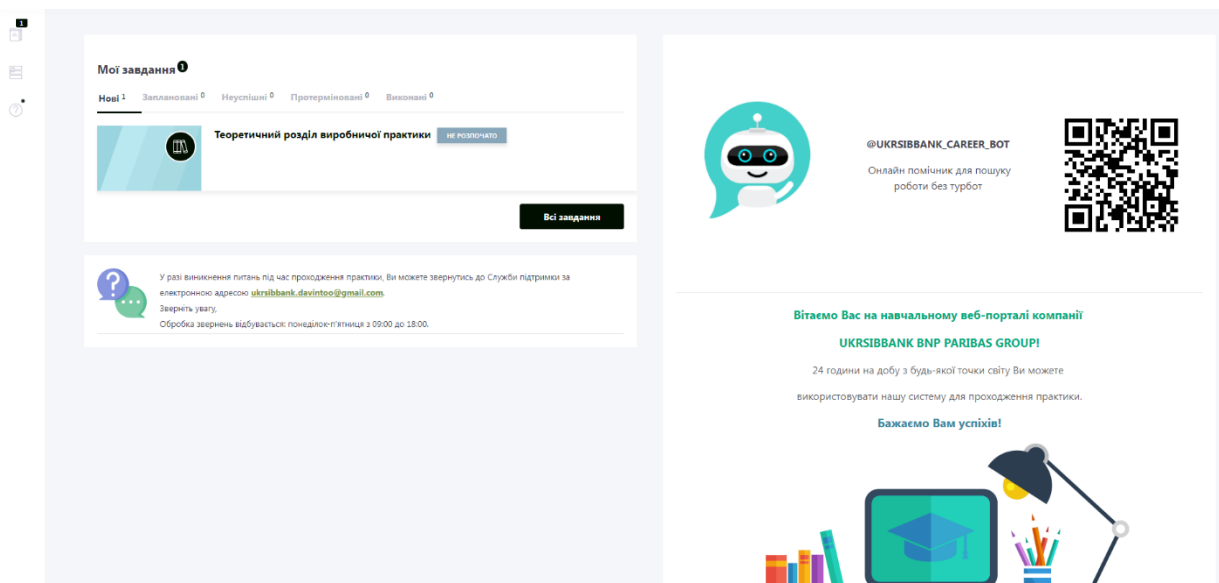 1
Мої завдання 1
Нові 1 Заплановані 0 Неуспішні 0 Протерміновані 0 Виконані 0
Теоретичний розділ виробничої практики НЕ РОЗПОЧАТО
Всі завдання
У разі виникнення питань під час проходження практики, Ви можете звернутись до Служби підтримки за
електронною адресою ukrsibbank.davintoo@gmail.com.
Зверніть увагу,
Обробка звернень відбувається: понеділок-п'ятниця з 09:00 до 18:00.
@UKRSIBBANK_CAREER_BOT
Онлайн помічник для пошуку
роботи без турбот
Вітаємо Вас на навчальному веб-порталі компанії
UKRSIBBANK BNP PARIBAS GROUP!
24 години на добу з будь-якої точки світу Ви можете
використовувати нашу систему для проходження практики.
Бажаємо Вам успіхів!